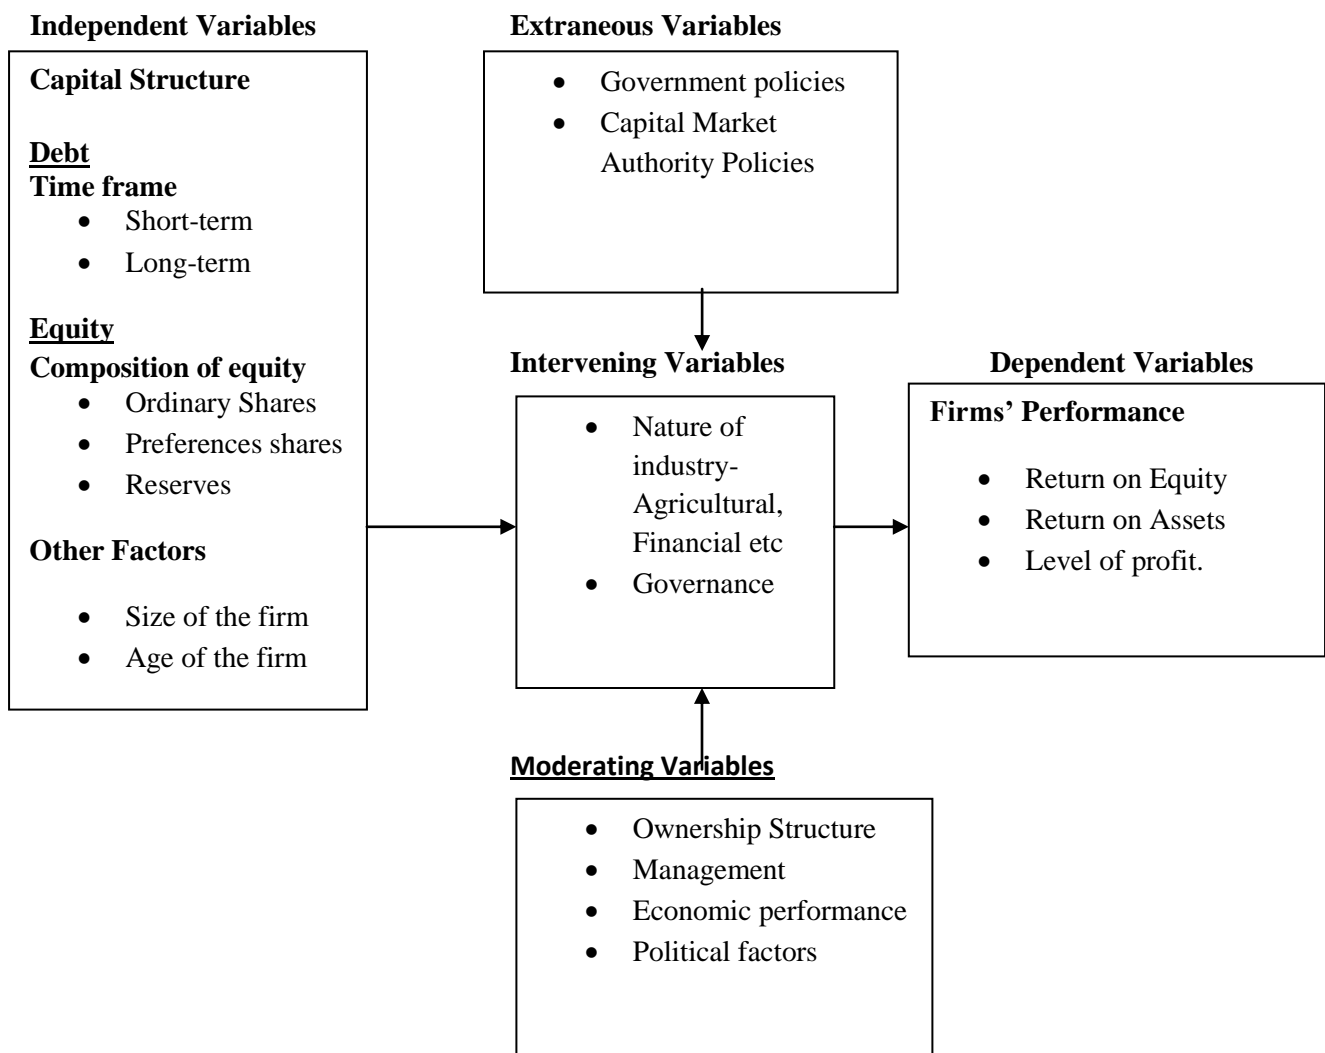 Independent Variables
Capital Structure
Debt
Time frame
• Short-term
• Long-term
Equity
Composition of equity
• Ordinary Shares
• Preferences shares
• Reserves
Other Factors
• Size of the firm
• Age of the firm
Extraneous Variables
• Government policies
• Capital Market
Authority Policies
Intervening Variables
• Nature of
industry-
Agricultural,
Financial etc
• Governance
Dependent Variables
Firms’ Performance
• Return on Equity
• Return on Assets
• Level of profit.
Moderating Variables
• Ownership Structure
• Management
• Economic performance
• Political factors